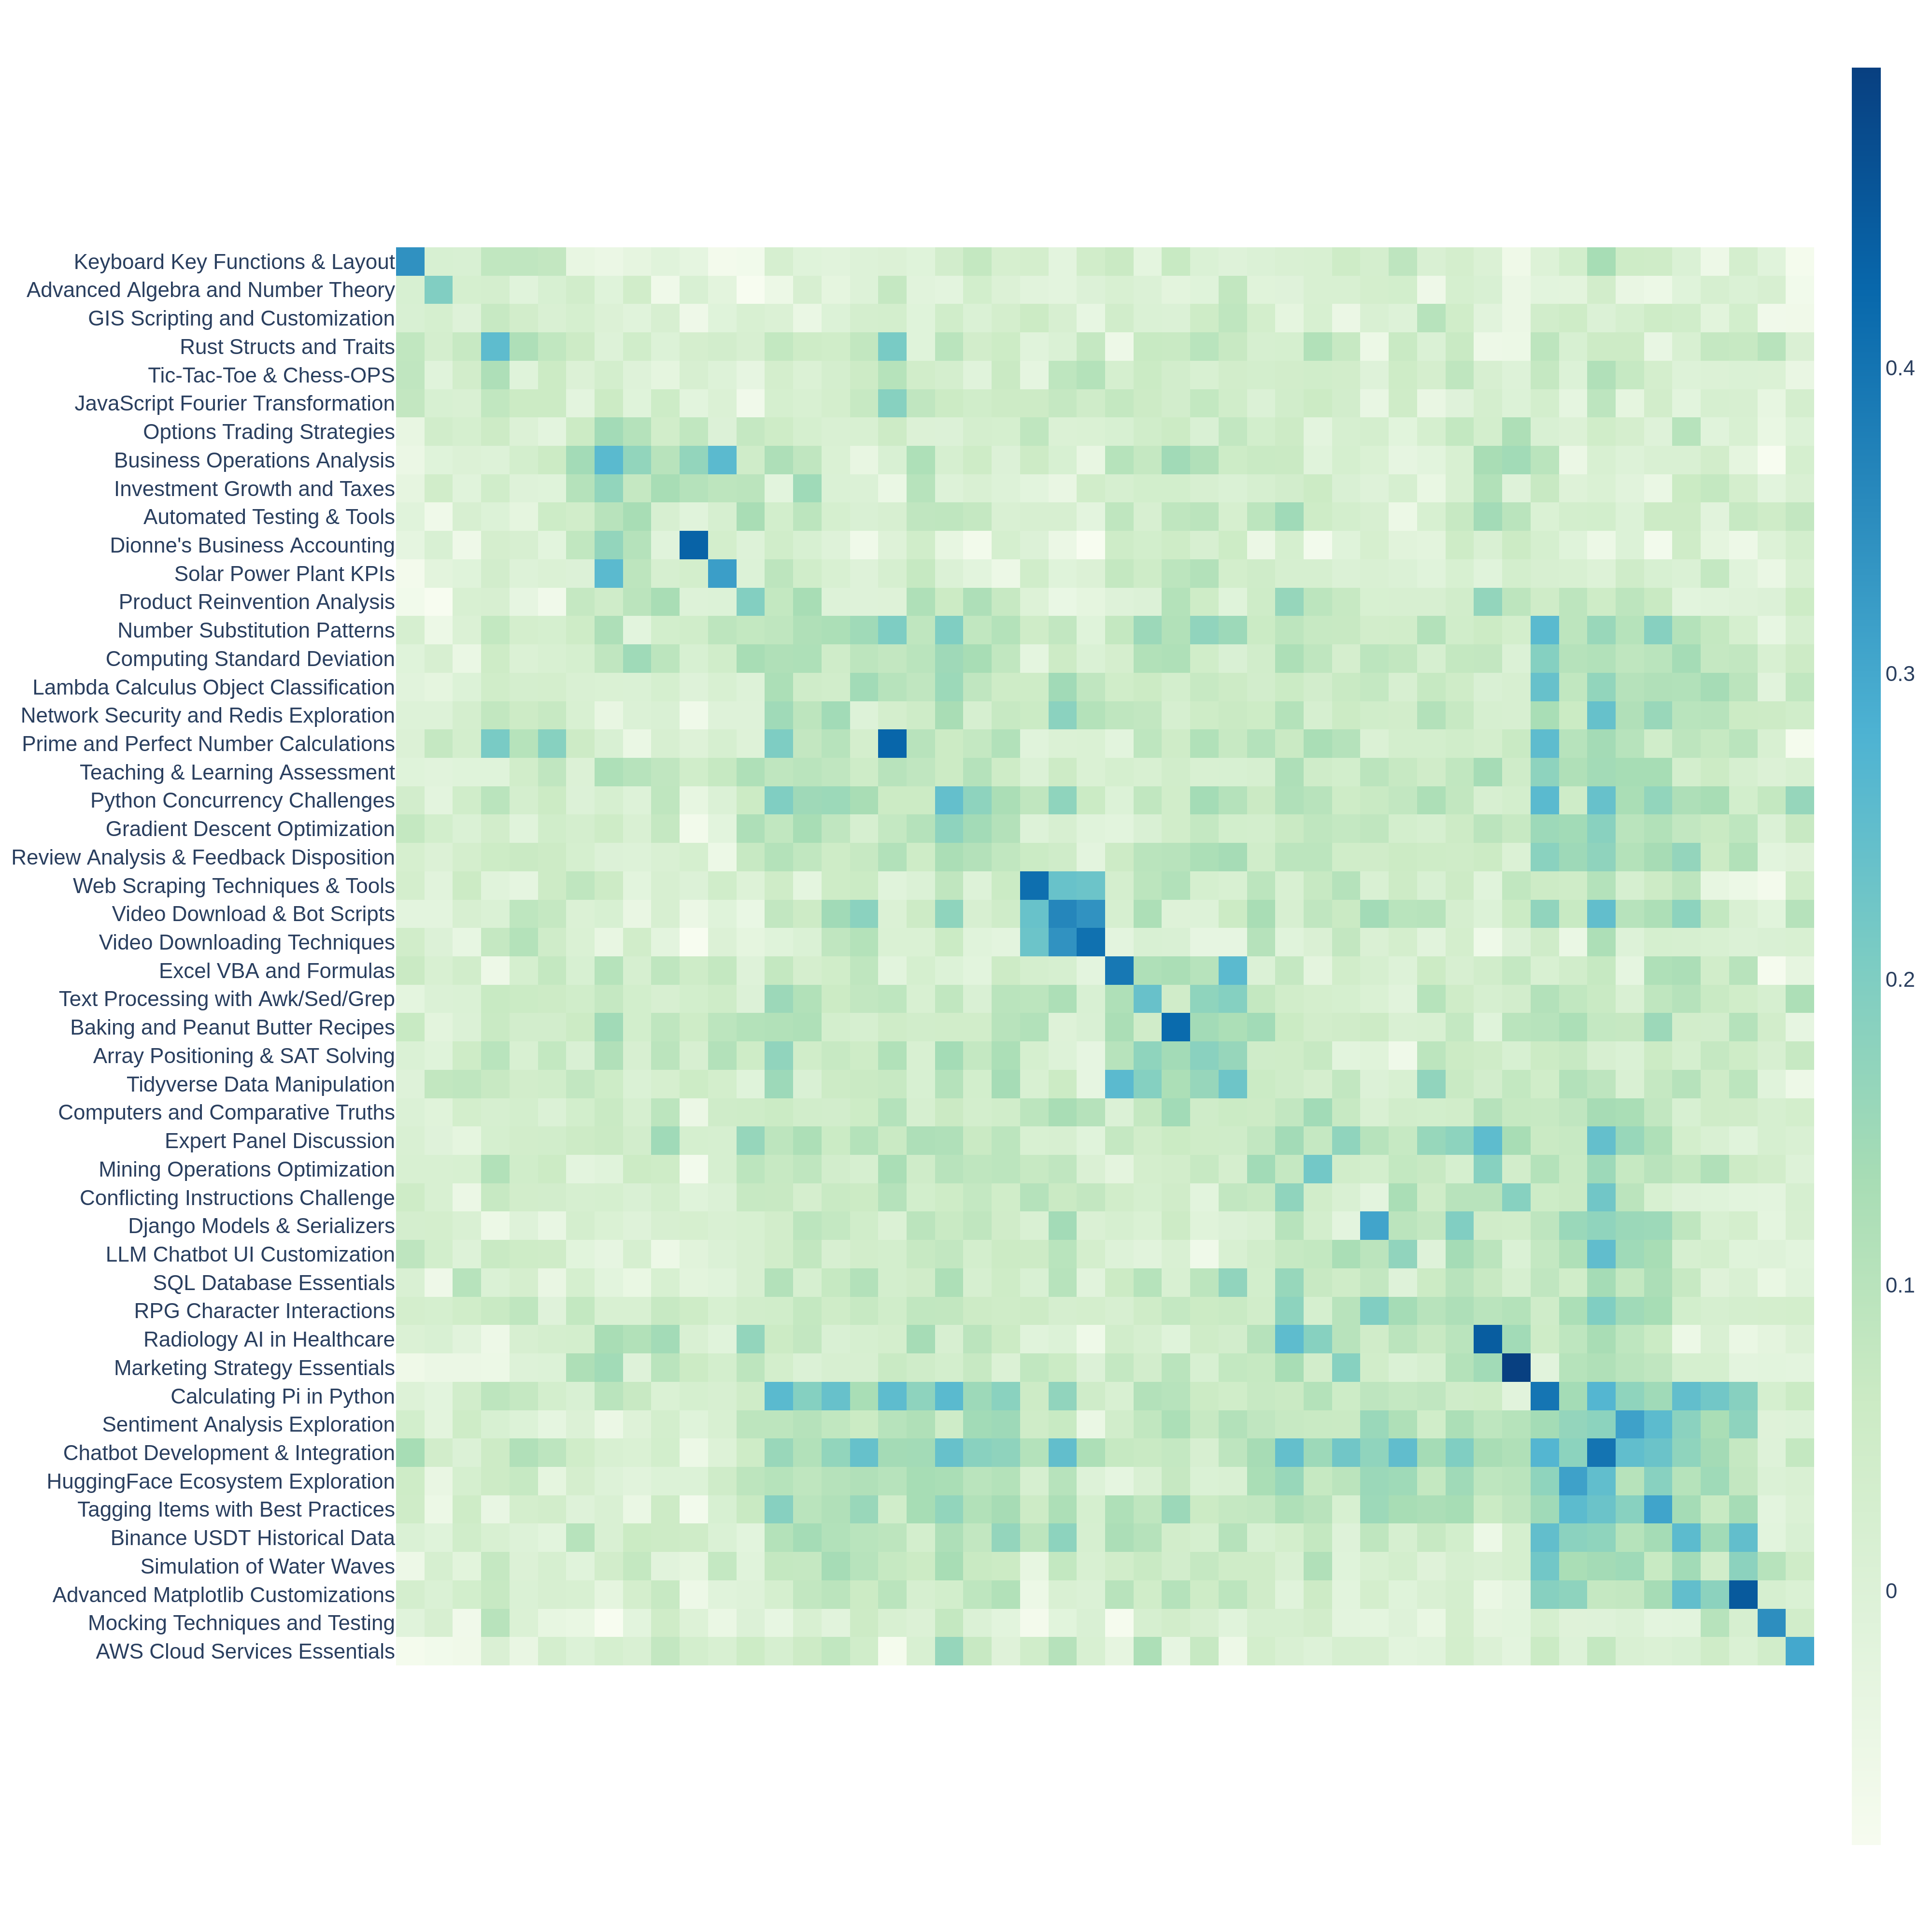 Keyboard Key Functions & Layout
Advanced Algebra and Number Theory
GIS Scripting and Customization
Rust Structs and Traits
Tic-Tac-Toe & Chess-OPS
JavaScript Fourier Transformation
Options Trading Strategies
Business Operations Analysis
Investment Growth and Taxes
Automated Testing & Tools
Dionne's Business Accounting
Solar Power Plant KPIs
Product Reinvention Analysis
Number Substitution Patterns
Computing Standard Deviation
Lambda Calculus Object Classification
Network Security and Redis Exploration
Prime and Perfect Number Calculations
Teaching & Learning Assessment
Python Concurrency Challenges
Gradient Descent Optimization
Review Analysis & Feedback Disposition
Web Scraping Techniques & Tools
Video Download & Bot Scripts
Video Downloading Techniques
Excel VBA and Formulas
Text Processing with Awk/Sed/Grep
Baking and Peanut Butter Recipes
Array Positioning & SAT Solving
Tidyverse Data Manipulation
Computers and Comparative Truths
Expert Panel Discussion
Mining Operations Optimization
Conflicting Instructions Challenge
Django Models & Serializers
LLM Chatbot UI Customization
SQL Database Essentials
RPG Character Interactions
Radiology AI in Healthcare
Marketing Strategy Essentials
Calculating Pi in Python
Sentiment Analysis Exploration
Chatbot Development & Integration
HuggingFace Ecosystem Exploration
Tagging Items with Best Practices
Binance USDT Historical Data
Simulation of Water Waves
Advanced Matplotlib Customizations
Mocking Techniques and Testing
AWS Cloud Services Essentials
0.4
0.3
0.2
0.1
0